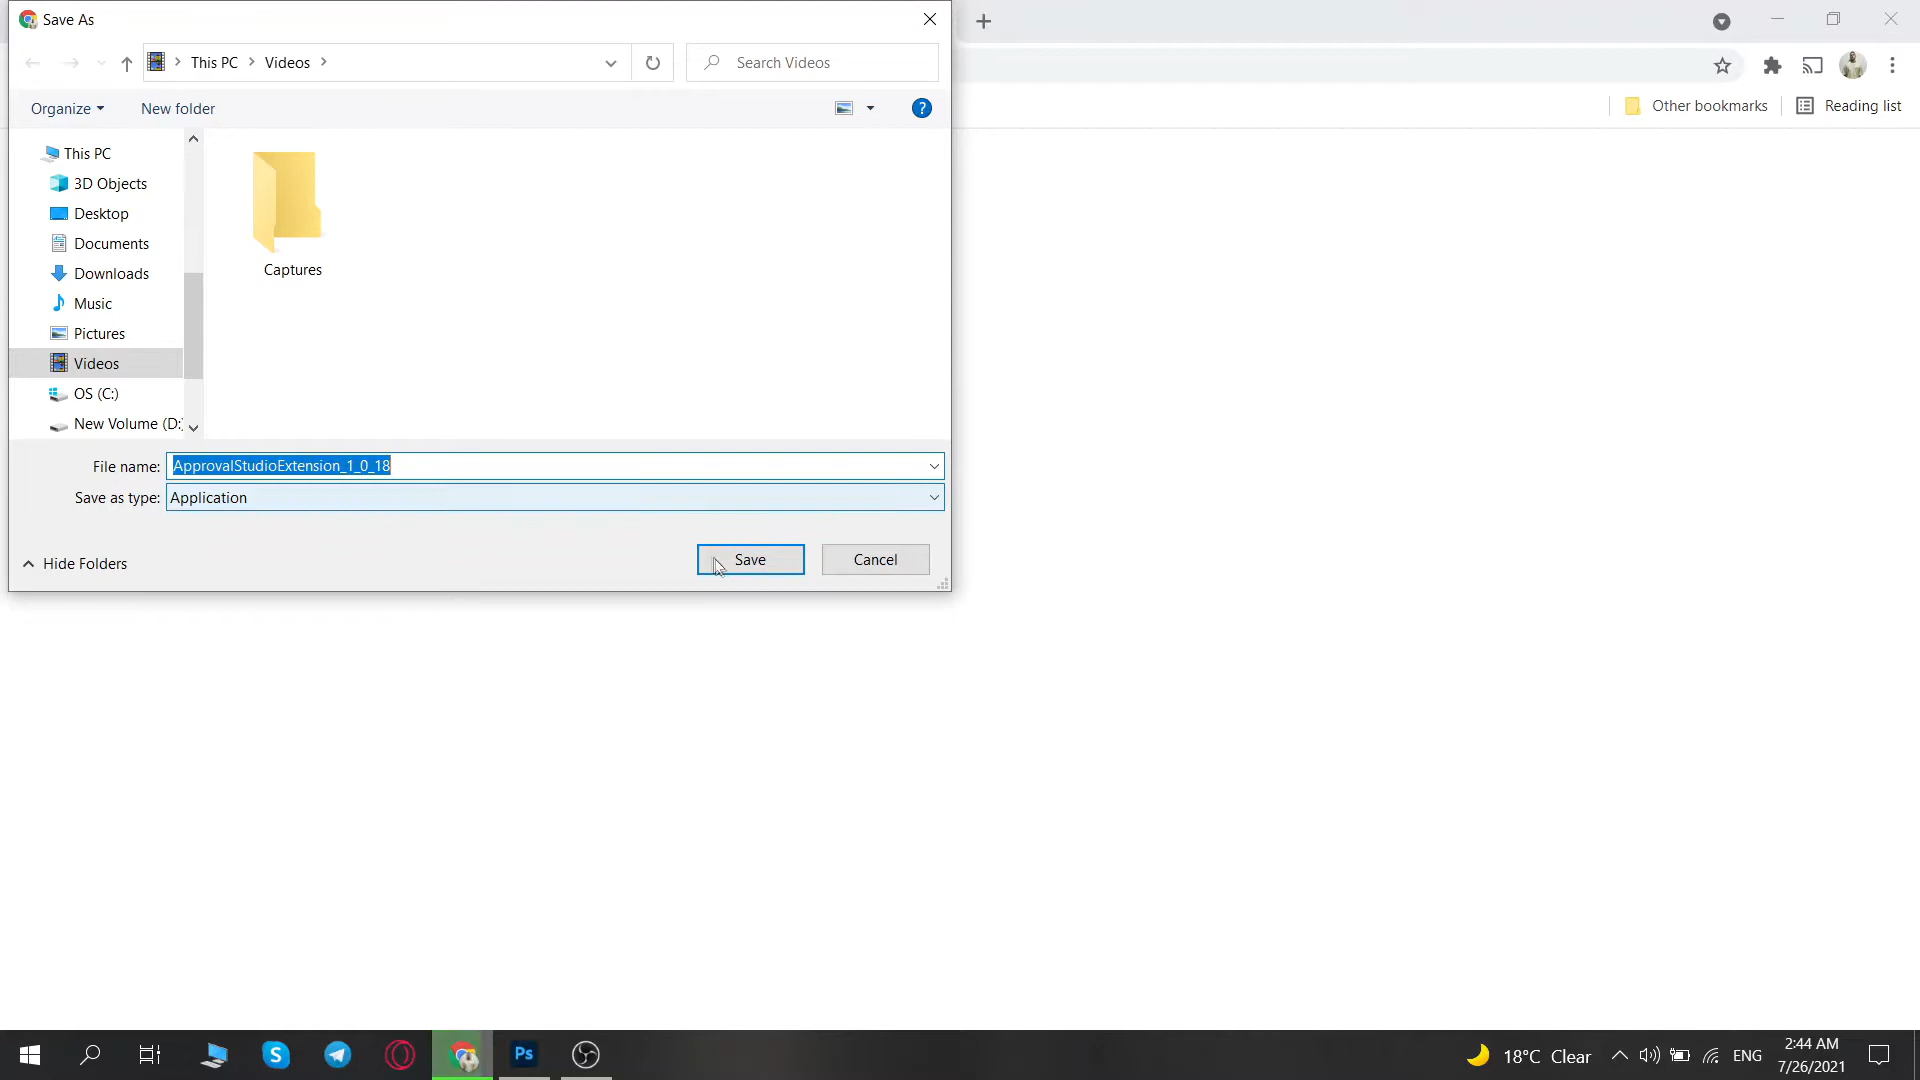 Save As
This PC
Videos
Search Videos
Organize
New folder
?
Other bookmarks
Reading list
This PC
3D Objects
Desktop
Documents
Downloads
Music
Pictures
Videos
OS (C:)
New Volume (D:)
Captures
File name: ApprovalStudioExtension_1_0_18
Save as type: Application
Hide Folders
Save
Cancel
Ps
18°C Clear
ENG
2:44 AM
7/26/2021